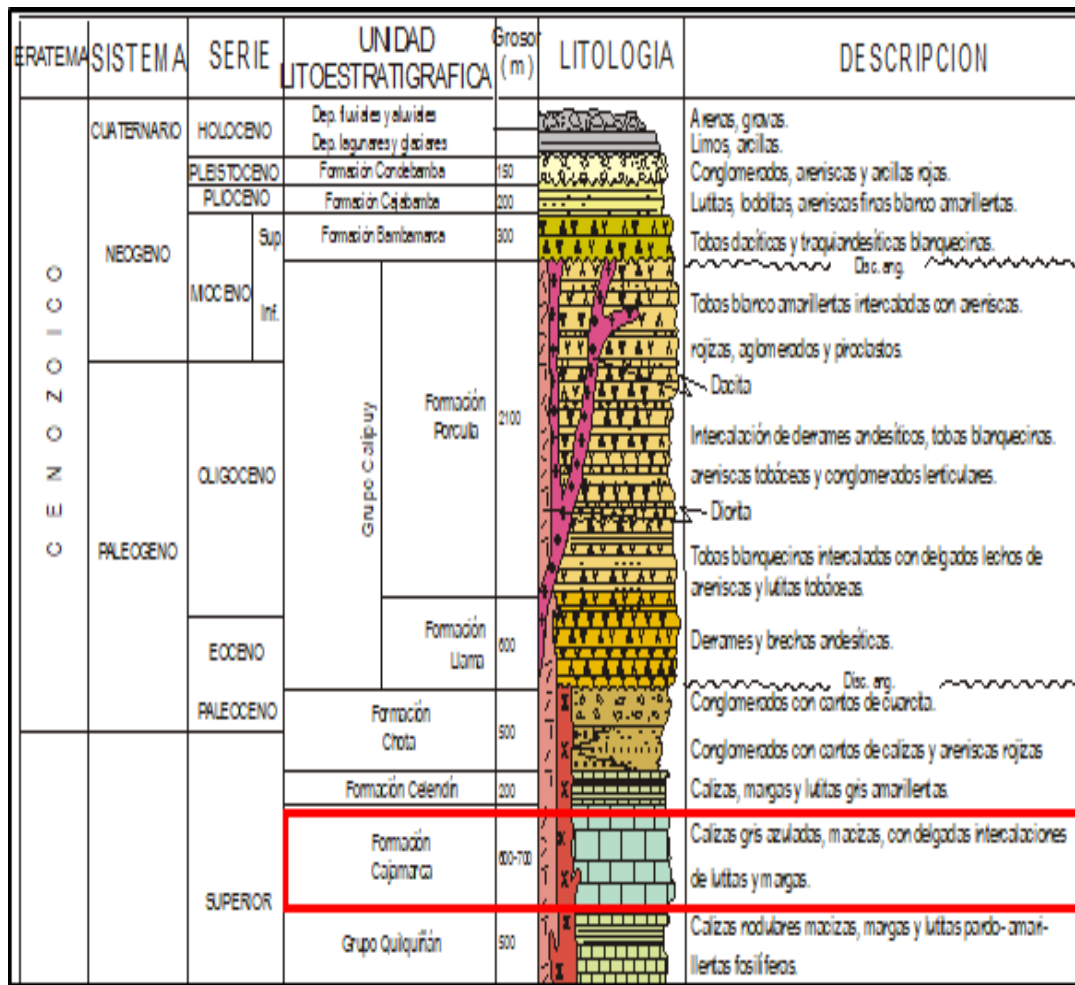 ERATEMA SISTEMA SERIE UNIDAD LITOESTRATIGRAFICA Grosor (m) LITOLOGIA DESCRIPCION
CENOZOICO
CUATERNARIO
HOLOCENO
Dep. fluviales y aluviales
Dep. lagunares y glaciares
Arenas, gravas.
Limos, arcillas.
PLEISTOCENO
Formación Condebamba
150
Conglomerados, areniscas y arcillas rojas.
NEOGENO
PLIOCENO
Formación Cajabamba
200
Lutitas, lodolitas, areniscas finas blanco amarillentas.
MIOCENO
Sup.
Inf.
Formación Bambamarca
300
Tobas dacíticas y traquiandesíticas blanquecinas.
Disc. ang.
Grupo Calipuy
Formación
Porculla
2100
Tobas blanco amarillentas intercaladas con areniscas.
rojizas, aglomerados y piroclastos.
Dacita
PALEOGENO
OLIGOCENO
Intercalación de derrames andesíticos, tobas blanquecinas.
areniscas tobáceas y conglomerados lenticulares.
Diorita
Tobas blanquecinas intercaladas con delgados lechos de
areniscas y lutitas tobáceas.
EOCENO
Formación
Llama
600
Derrames y brechas andesíticas.
Disc. ang.
PALEOCENO
Formación
Chota
500
Conglomerados con cantos de cuarcita.
Conglomerados con cantos de calizas y areniscas rojizas
SUPERIOR
Formación Celendín
200
Calizas, margas y lutitas gris amarillentas.
Formación
Cajamarca
600-700
Calizas gris azuladas, macizas, con delgadas intercalaciones
de lutitas y margas.
Grupo Quilquiñán
500
Calizas nodulares macizas, margas y lutitas pardo- amari-
llentas fosilíferos.